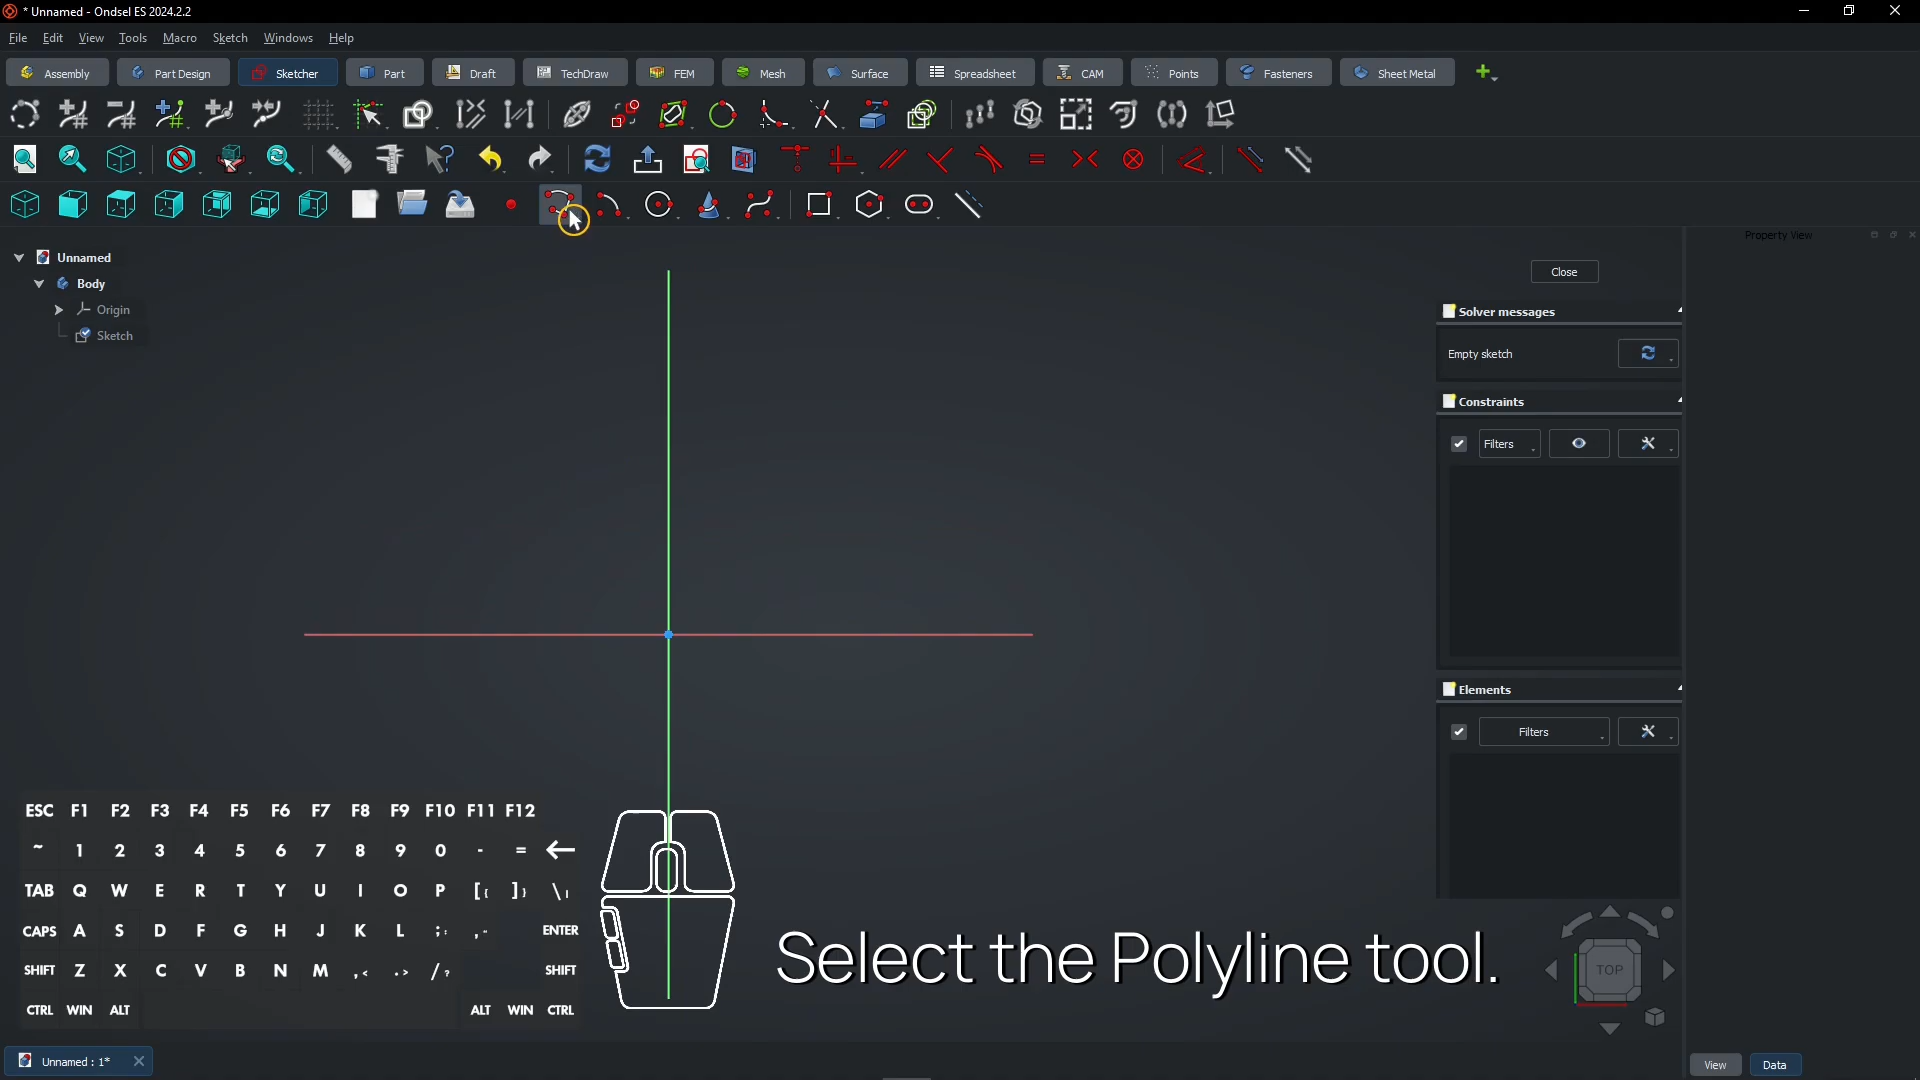 * Unnamed - Ondsel ES 2024.2.2
File Edit View Tools Macro Sketch Windows Help
Assembly Part Design Sketcher Part Draft TechDraw FEM Mesh Surface Spreadsheet CAM Points Fasteners Sheet Metal
Property View
Unnamed
Body
Origin
Sketch
Close
Solver messages
Empty sketch
Constraints
Filters
Elements
Filters
ESC F1 F2 F3 F4 F5 F6 F7 F8 F9 F10 F11 F12
~ 1 2 3 4 5 6 7 8 9 0 - = ←
TAB Q W E R T Y U I O P [{ ]} \|
CAPS A S D F G H J K L ;: ," ENTER
SHIFT Z X C V B N M ,< .> /? SHIFT
CTRL WIN ALT ALT WIN CTRL
Select the Polyline tool.
TOP
Unnamed : 1*
View Data